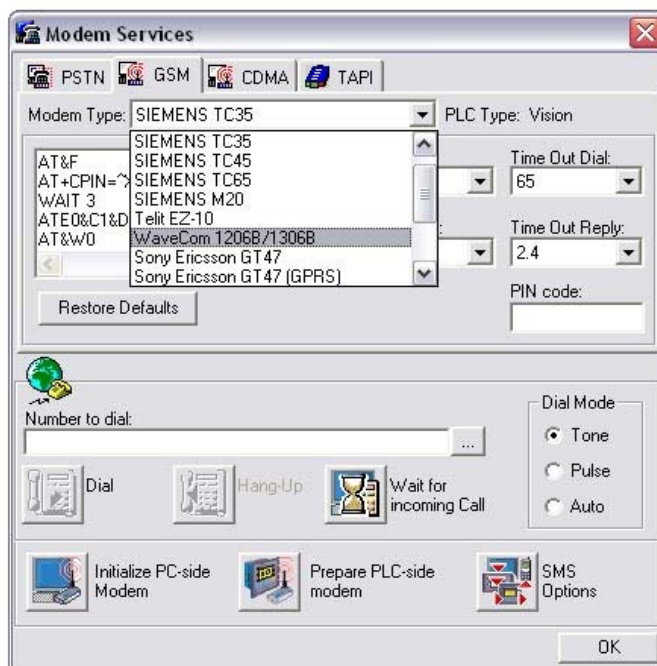 Modem Services
PSTN GSM CDMA TAPI
Modem Type: SIEMENS TC35 PLC Type: Vision
SIEMENS TC35
SIEMENS TC45
SIEMENS TC65
SIEMENS M20
Telit EZ-10
WaveCom 1206B/1306B
Sony Ericsson GT47
Sony Ericsson GT47 (GPRS)
AT&F
AT+CPIN=^
WAIT 3
ATE0&C1&D
AT&W0
Time Out Dial:
65
Time Out Reply:
2.4
PIN code:
Restore Defaults
Number to dial:
...
Dial
Hang-Up
Wait for
incoming Call
Dial Mode
Tone
Pulse
Auto
Initialize PC-side
Modem
Prepare PLC-side
modem
SMS
Options
OK